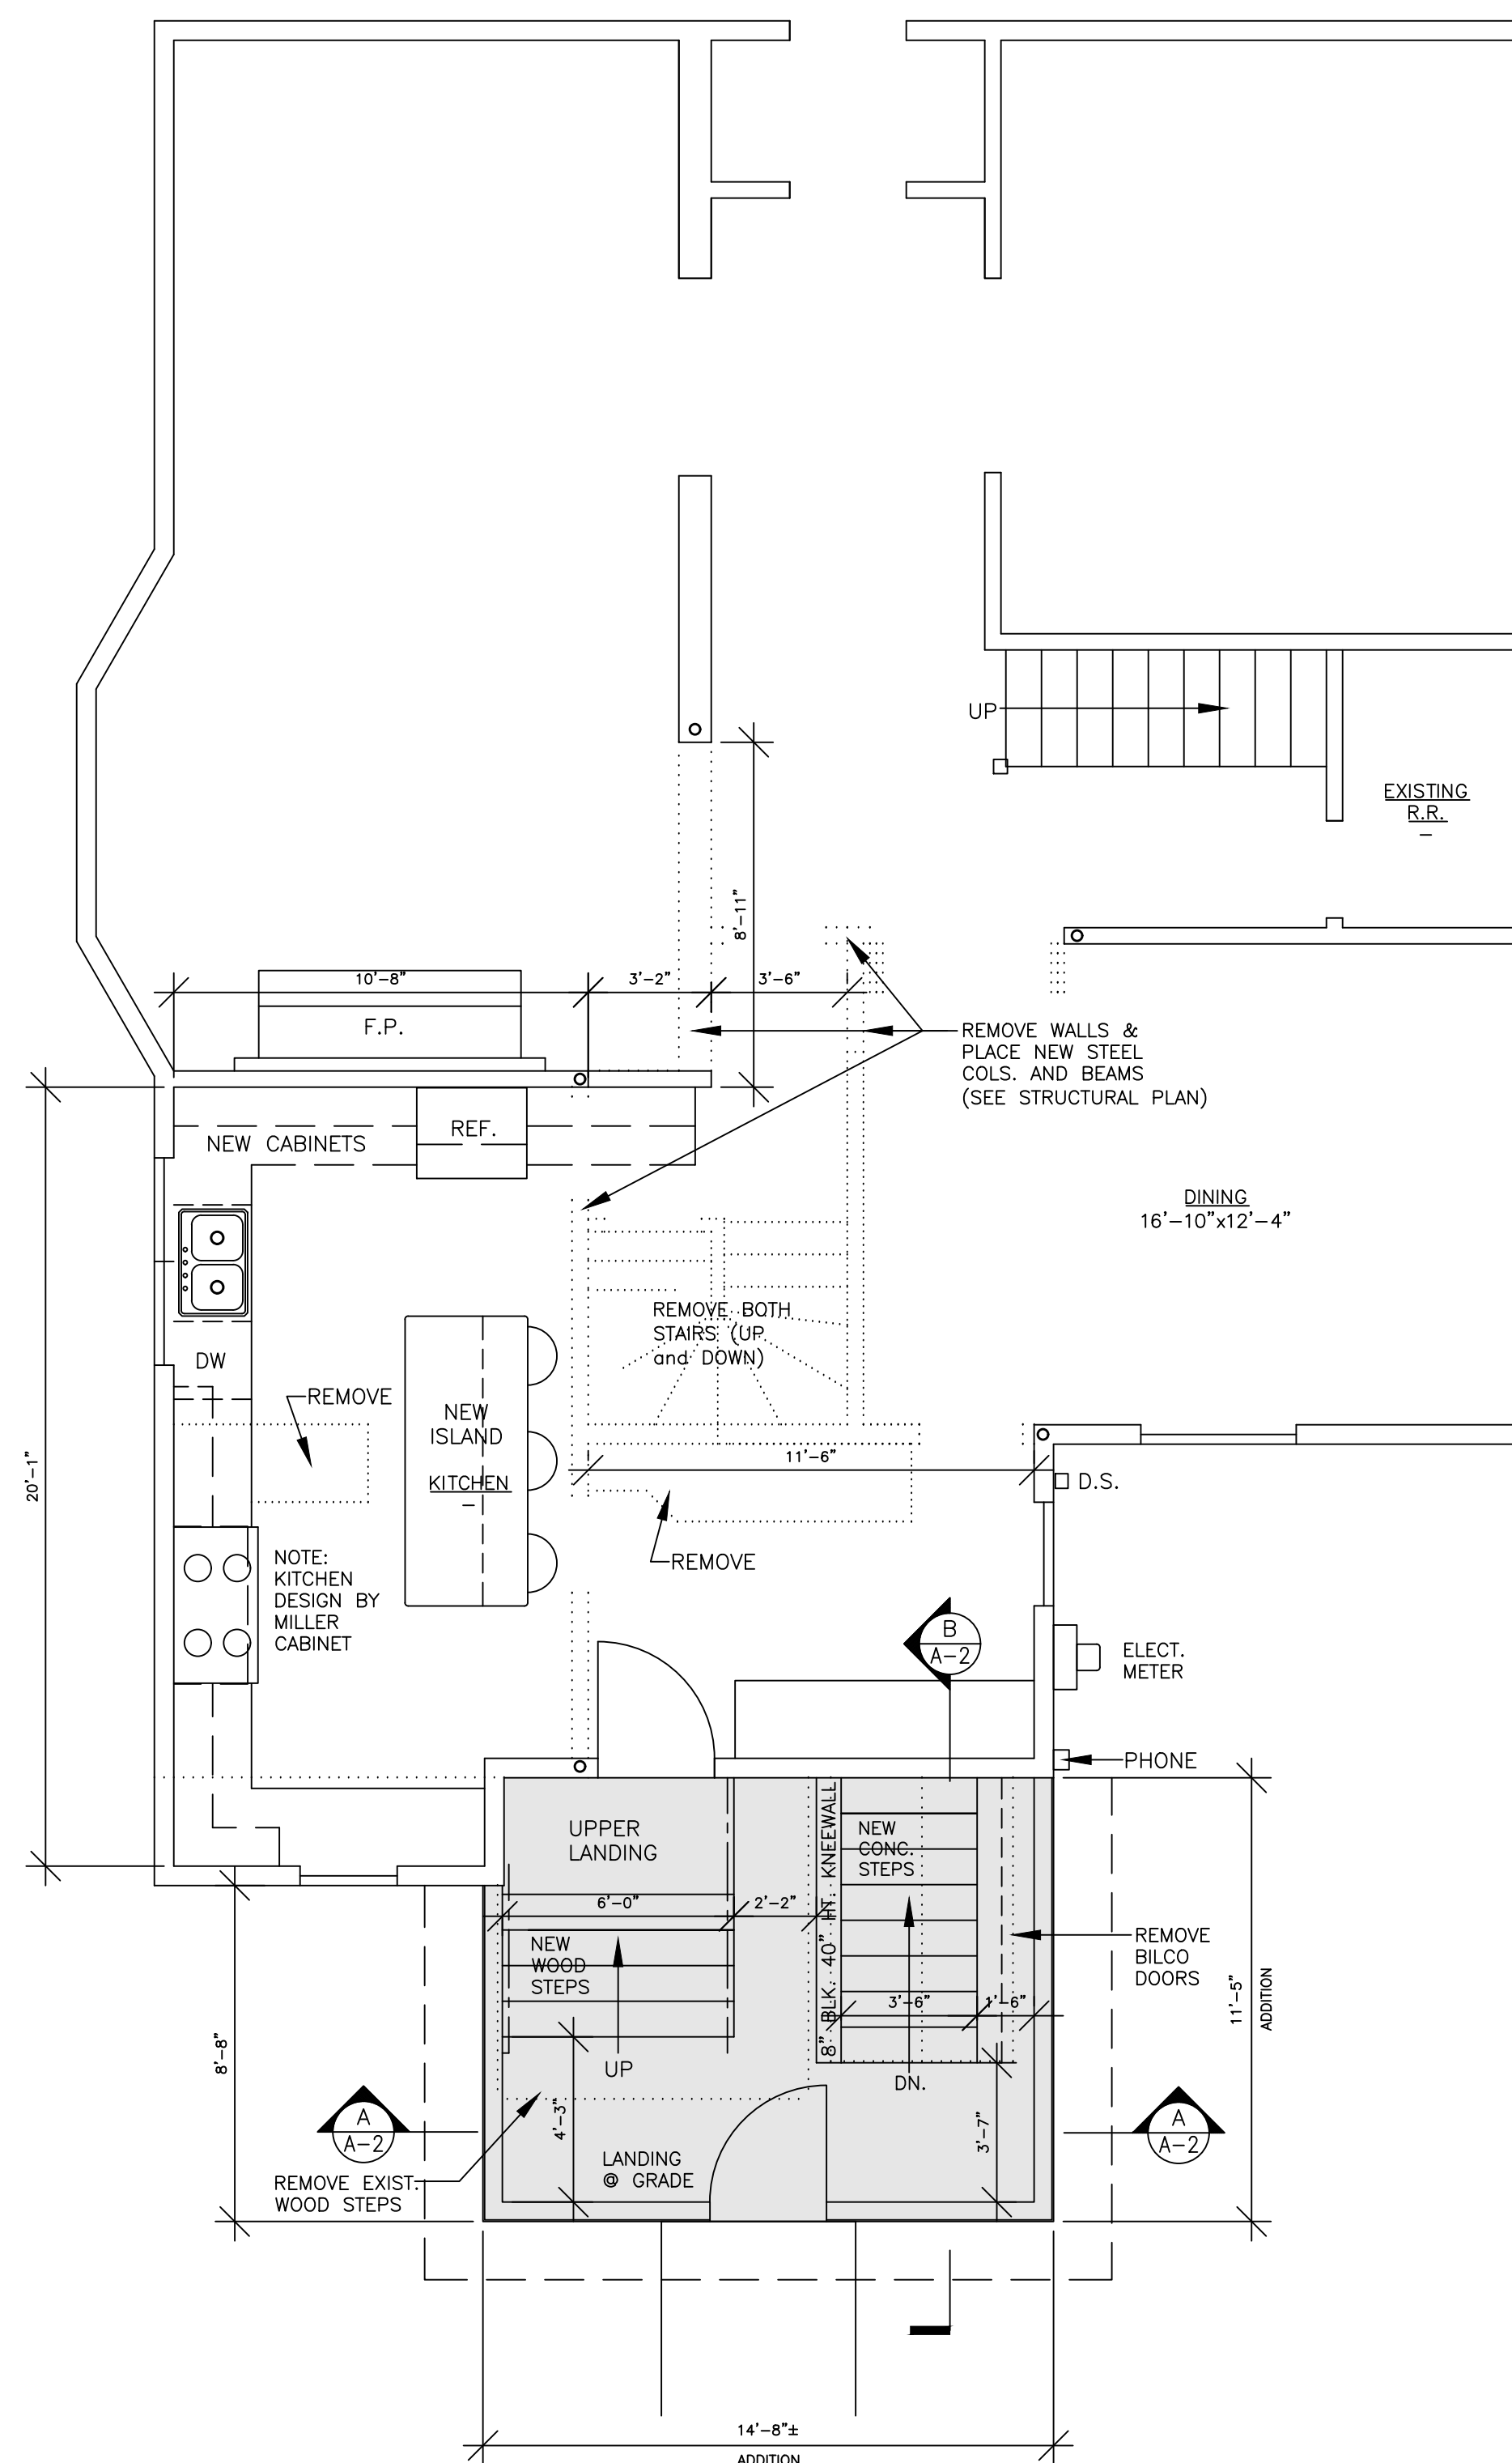 UP
EXISTING
R.R.
8'-11"
10'-8"
3'-2"
3'-6"
F.P.
REMOVE WALLS &
PLACE NEW STEEL
COLS. AND BEAMS
(SEE STRUCTURAL PLAN)
NEW CABINETS
REF.
DINING
16'-10"x12'-4"
REMOVE BOTH
STAIRS (UP
and DOWN)
DW
REMOVE
NEW
ISLAND
KITCHEN
11'-6"
20'-1"
D.S.
REMOVE
NOTE:
KITCHEN
DESIGN BY
MILLER
CABINET
B
A-2
ELECT.
METER
PHONE
UPPER
LANDING
8" BLK. 40" HT. KNEEWALL
NEW
CONC.
STEPS
6'-0"
2'-2"
NEW
WOOD
STEPS
REMOVE
BILCO
DOORS
3'-6"
1'-6"
11'-5"
ADDITION
8'-8"
UP
DN.
A
A-2
4'-3"
3'-7"
A
A-2
LANDING
@ GRADE
REMOVE EXIST.
WOOD STEPS
14'-8"±
ADDITION